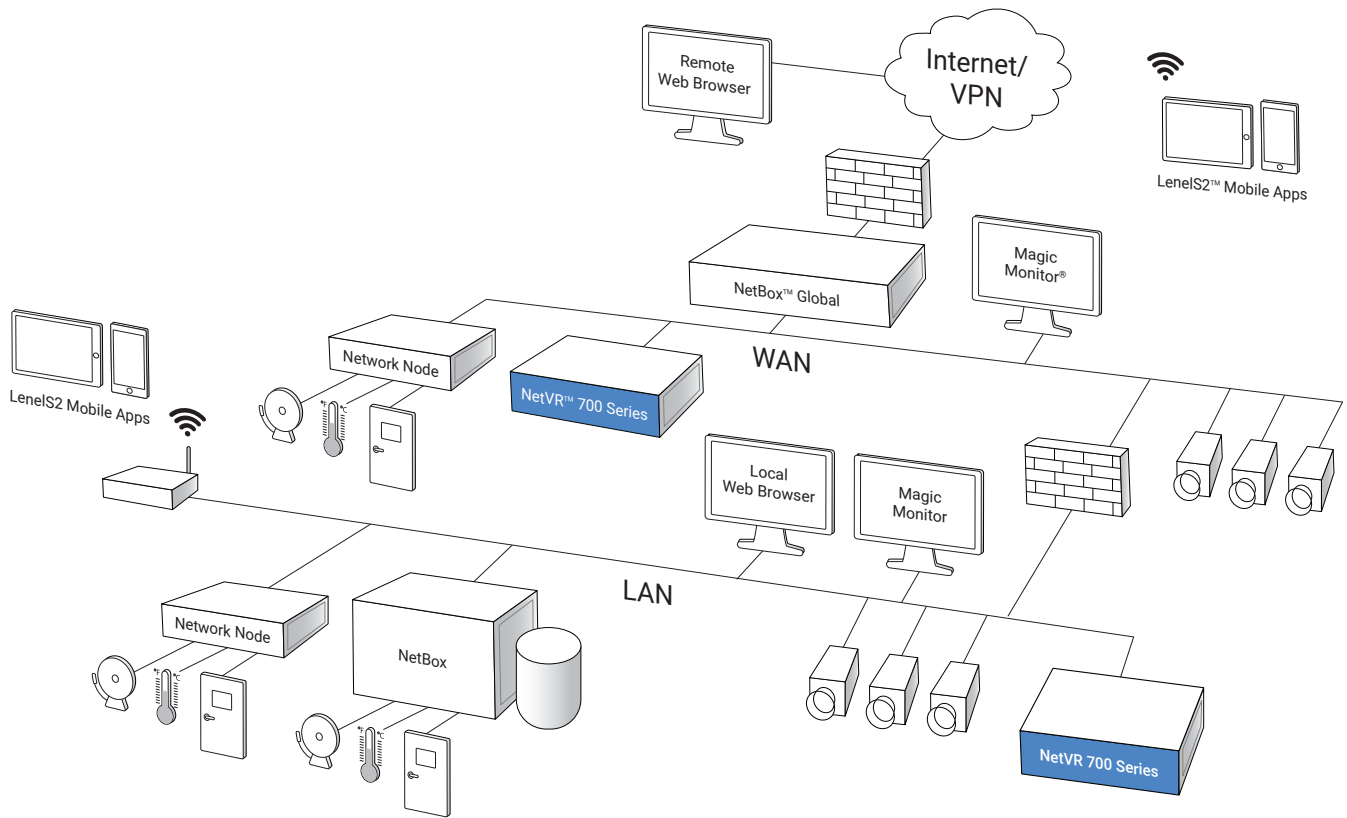 Remote
Web Browser
Internet/
VPN
LenelS2™ Mobile Apps
Magic
Monitor®
NetBox™ Global
WAN
Network Node
NetVR™ 700 Series
°F
°C
LenelS2 Mobile Apps
Local
Web Browser
Magic
Monitor
LAN
Network Node
°F
°C
NetBox
°F
°C
NetVR 700 Series